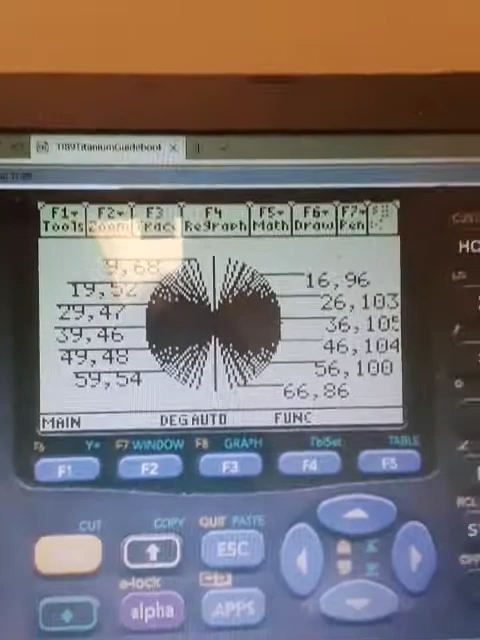 TI89TitaniumGuidebook
F1 F2 F3 F4 F5 F6 F7
Tools Zoom Trace ReGraph Math Draw Pen
9,68
16,96
19,52
26,103
29,47
36,105
39,46
46,104
49,48
56,100
59,54
66,86
MAIN DEG AUTO FUNC
F6 Y= F7 WINDOW F8 GRAPH TblSet TABLE
F1 F2 F3 F4 F5
CUT COPY QUIT PASTE
ESC
a-lock
alpha APPS
HO